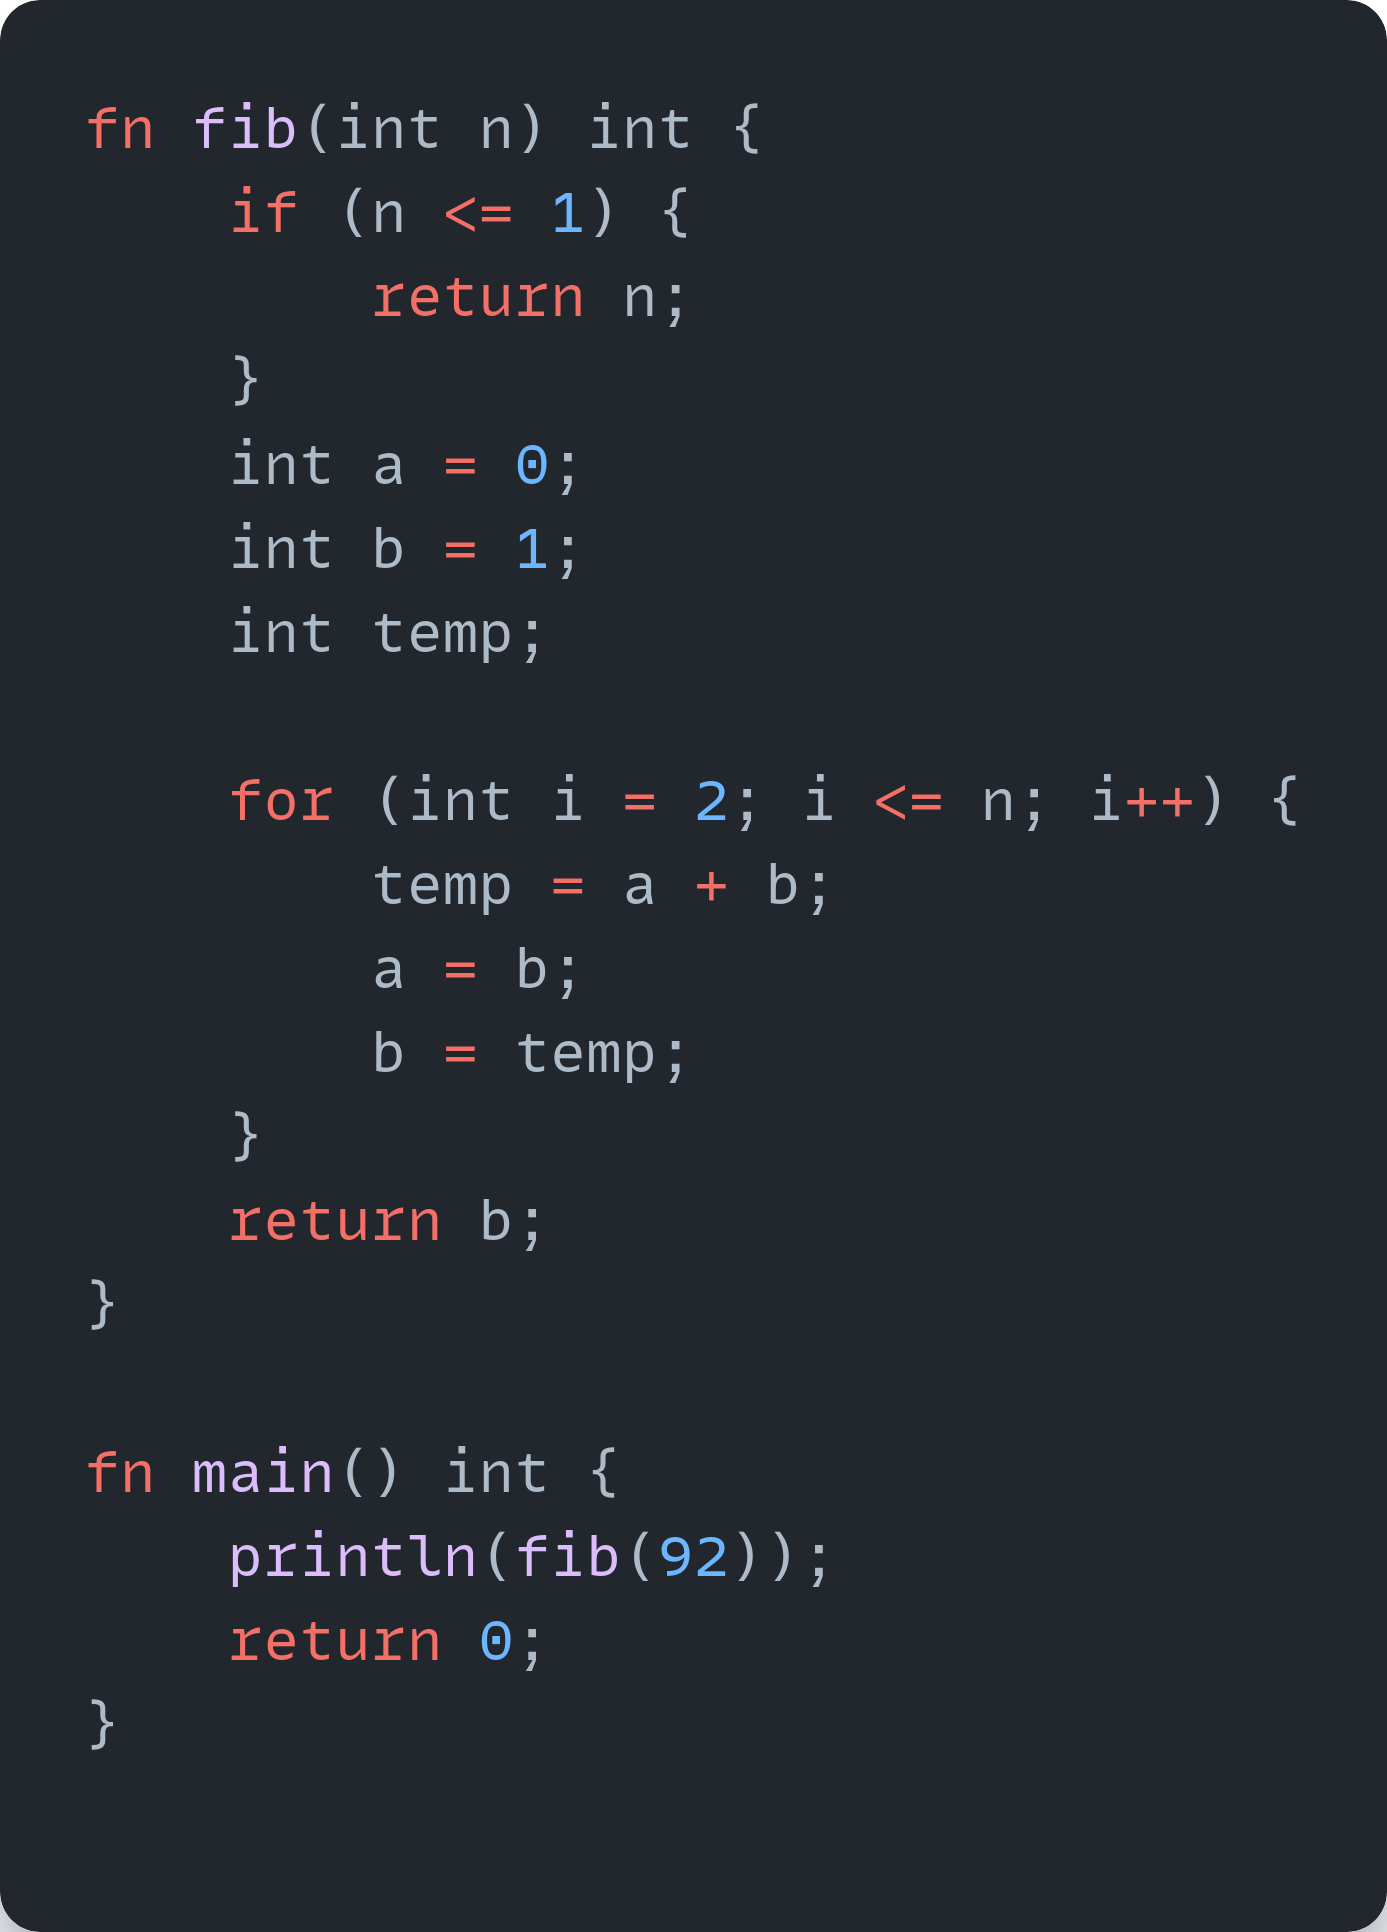 fn fib(int n) int {
    if (n <= 1) {
        return n;
    }
    int a = 0;
    int b = 1;
    int temp;

    for (int i = 2; i <= n; i++) {
        temp = a + b;
        a = b;
        b = temp;
    }
    return b;
}

fn main() int {
    println(fib(92));
    return 0;
}